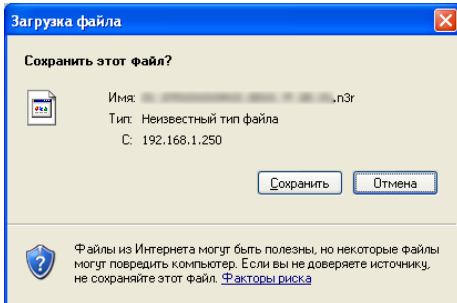 Загрузка файла
Сохранить этот файл?
Имя: .n3r
Тип: Неизвестный тип файла
С: 192.168.1.250
Сохранить Отмена
Файлы из Интернета могут быть полезны, но некоторые файлы
могут повредить компьютер. Если вы не доверяете источнику,
не сохраняйте этот файл. Факторы риска